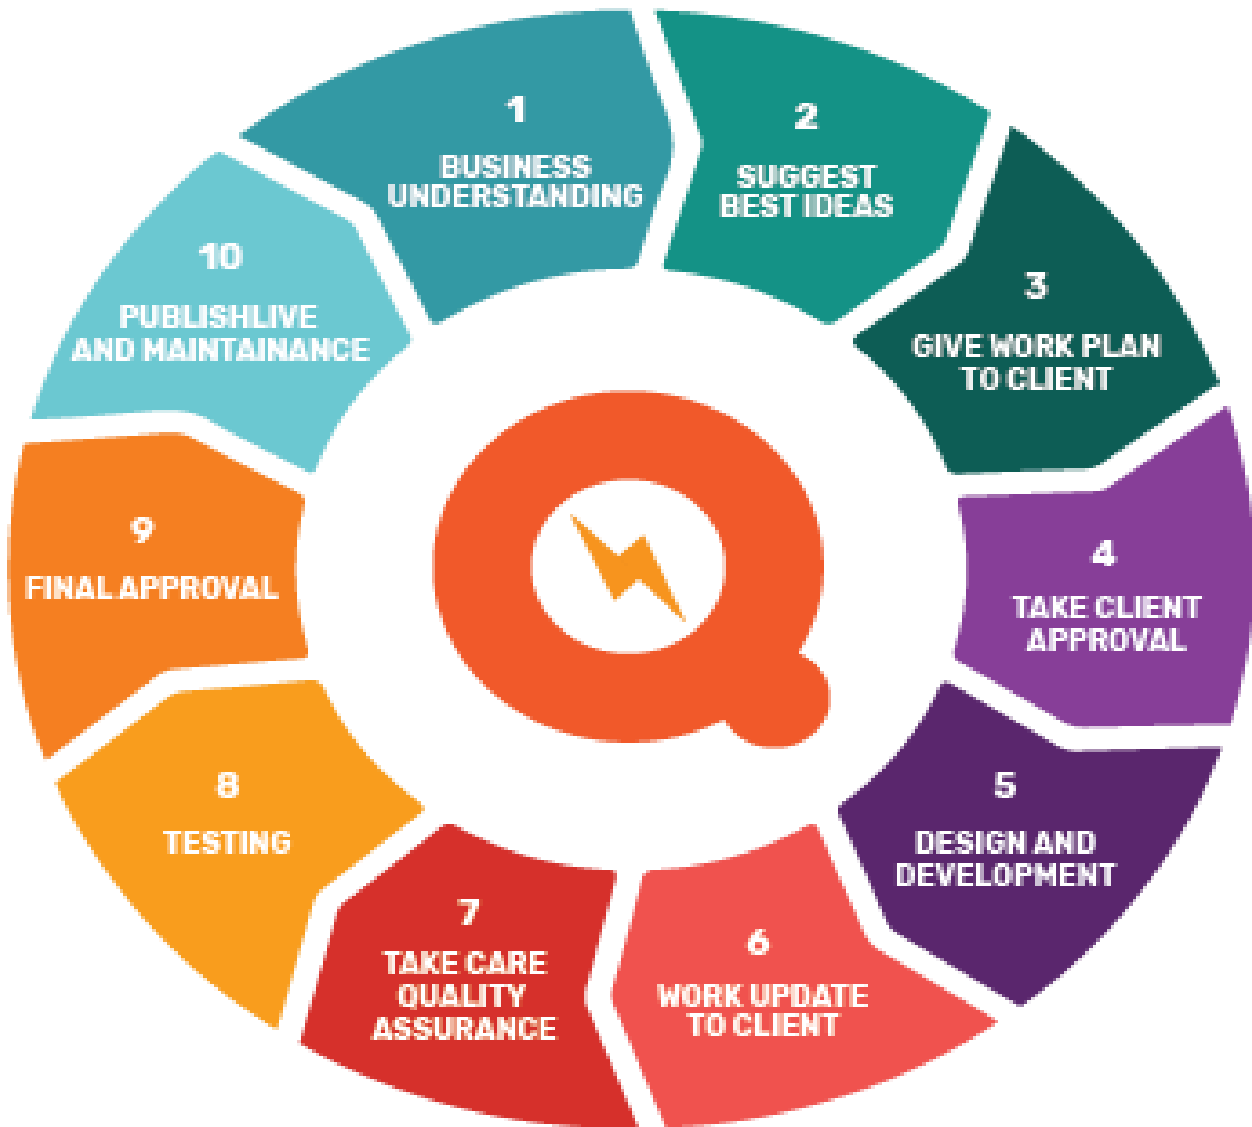 1
BUSINESS
UNDERSTANDING
2
SUGGEST
BEST IDEAS
3
GIVE WORK PLAN
TO CLIENT
4
TAKE CLIENT
APPROVAL
5
DESIGN AND
DEVELOPMENT
6
WORK UPDATE
TO CLIENT
7
TAKE CARE
QUALITY
ASSURANCE
8
TESTING
9
FINAL APPROVAL
10
PUBLISHLIVE
AND MAINTAINANCE
Q